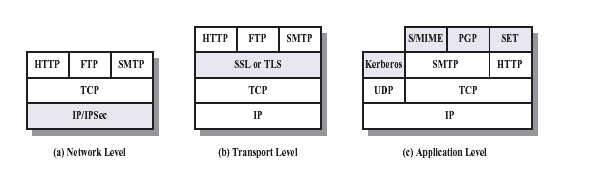 HTTP FTP SMTP
TCP
IP/IPSec
(a) Network Level
HTTP FTP SMTP
SSL or TLS
TCP
IP
(b) Transport Level
S/MIME PGP SET
Kerberos SMTP HTTP
UDP TCP
IP
(c) Application Level